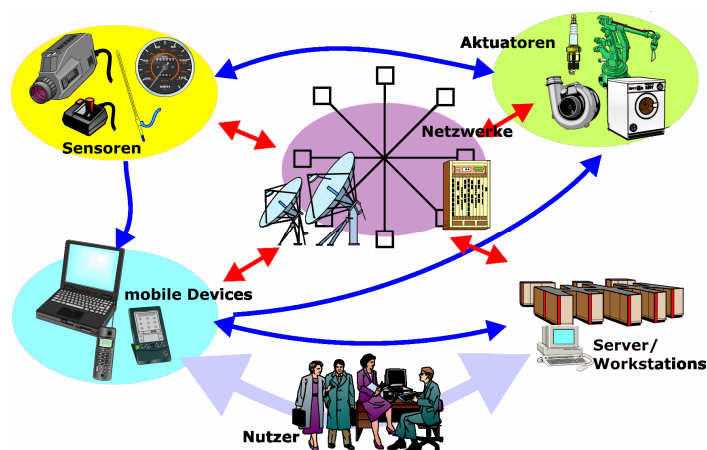 Aktuatoren
Netzwerke
Sensoren
mobile Devices
Server/
Workstations
Nutzer